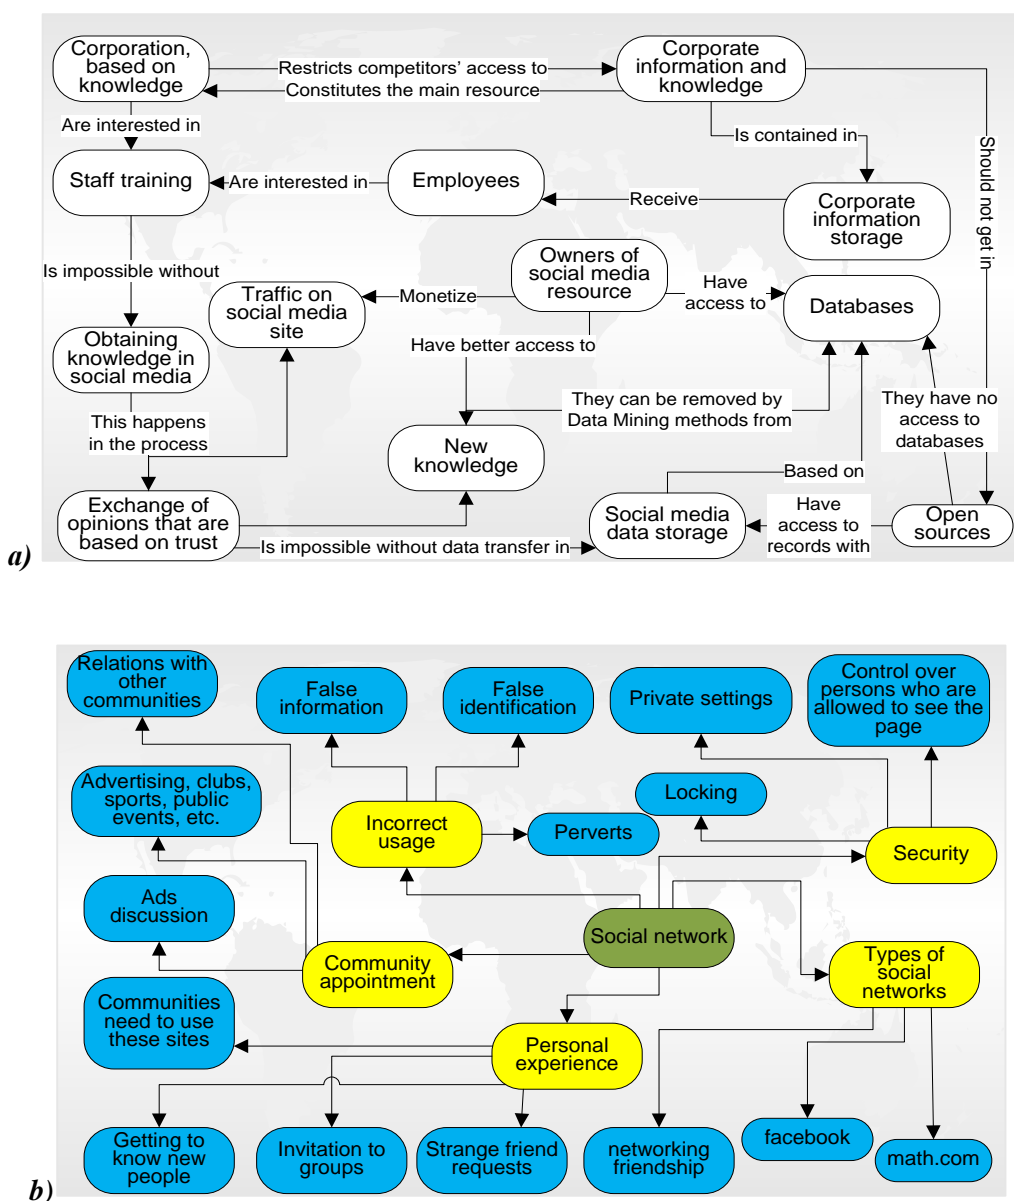 Corporation,
based on
knowledge
Restricts competitors' access to
Constitutes the main resource
Corporate
information and
knowledge
Are interested in
Is contained in
Should not get in
Staff training
Are interested in
Employees
Receive
Corporate
information
storage
Is impossible without
Traffic on
social media
site
Monetize
Owners of
social media
resource
Have
access to
Databases
Obtaining
knowledge in
social media
Have better access to
This happens
in the process
They can be removed by
Data Mining methods from
They have no
access to
databases
New
knowledge
Based on
Exchange of
opinions that are
based on trust
Is impossible without data transfer in
Social media
data storage
Have
access to
records with
Open
sources
a)
Relations with
other
communities
False
information
False
identification
Private settings
Control over
persons who are
allowed to see the
page
Advertising, clubs,
sports, public
events, etc.
Incorrect
usage
Perverts
Locking
Security
Ads
discussion
Community
appointment
Social network
Types of
social
networks
Communities
need to use
these sites
Personal
experience
Getting to
know new
people
Invitation to
groups
Strange friend
requests
networking
friendship
facebook
math.com
b)